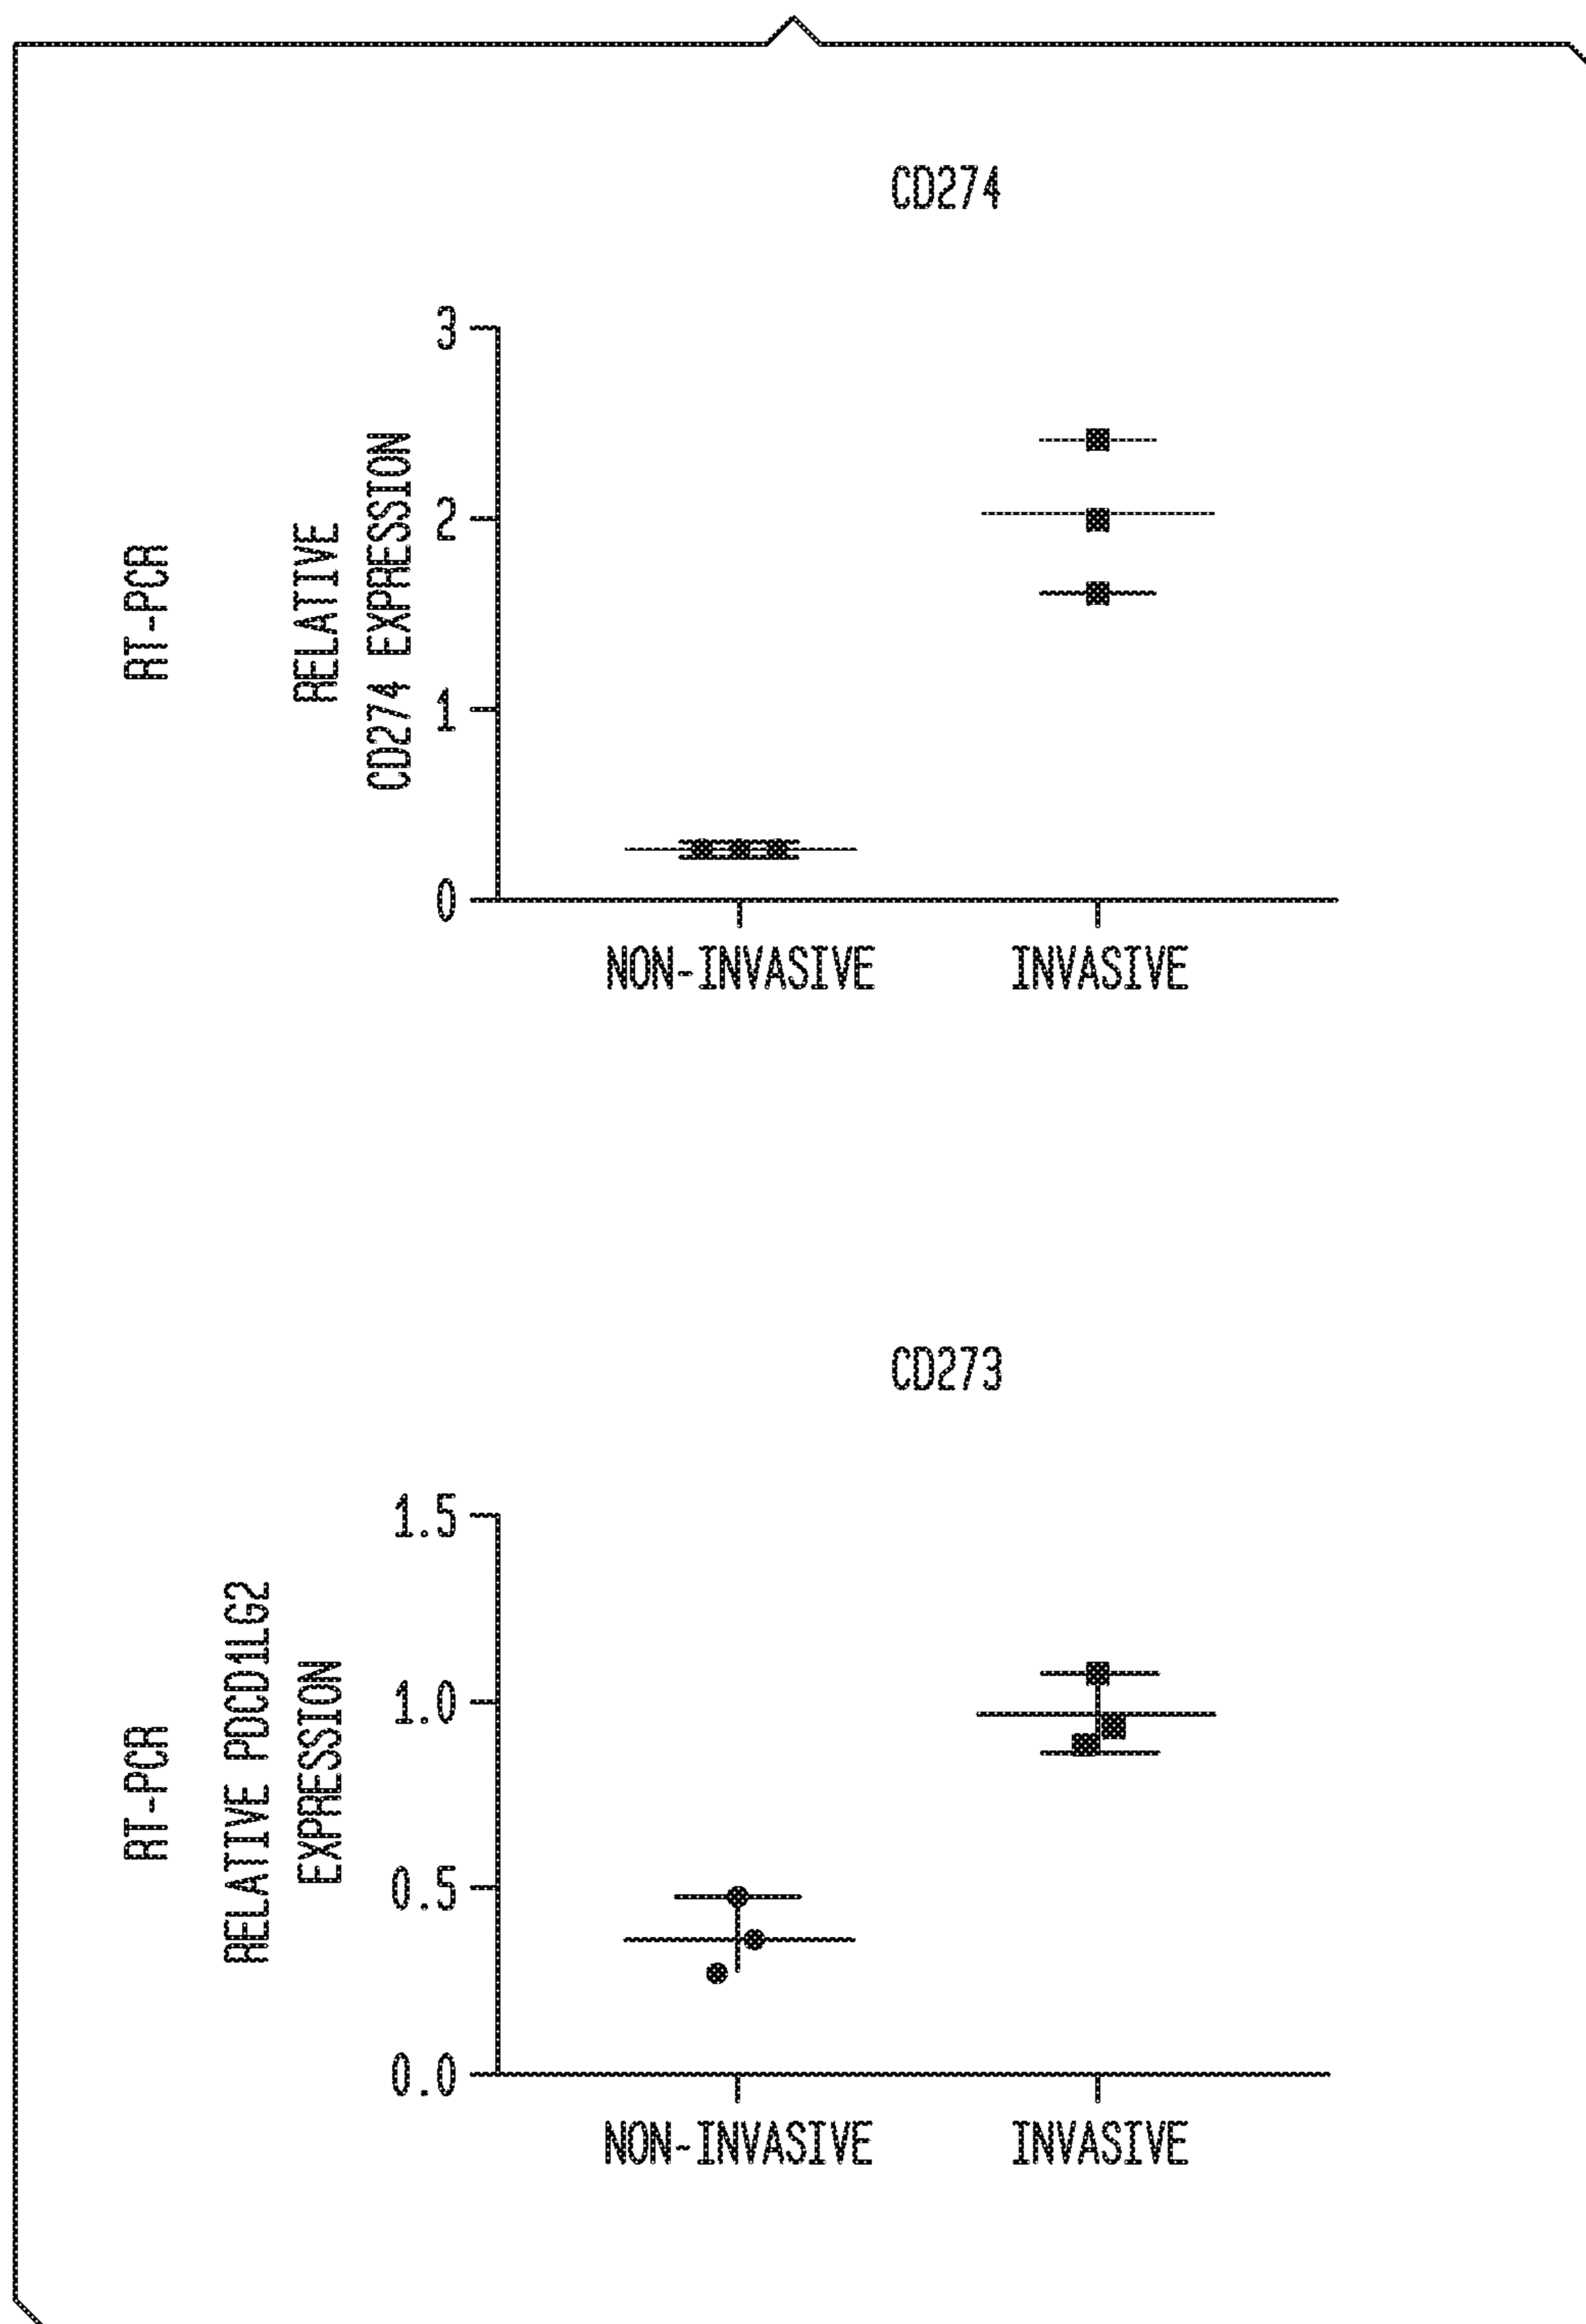 CD274
RT-PCR
RELATIVE
CD274 EXPRESSION
3
2
1
0
NON-INVASIVE
INVASIVE
CD273
RT-PCR
RELATIVE PDCD1LG2
EXPRESSION
1.5
1.0
0.5
0.0
NON-INVASIVE
INVASIVE